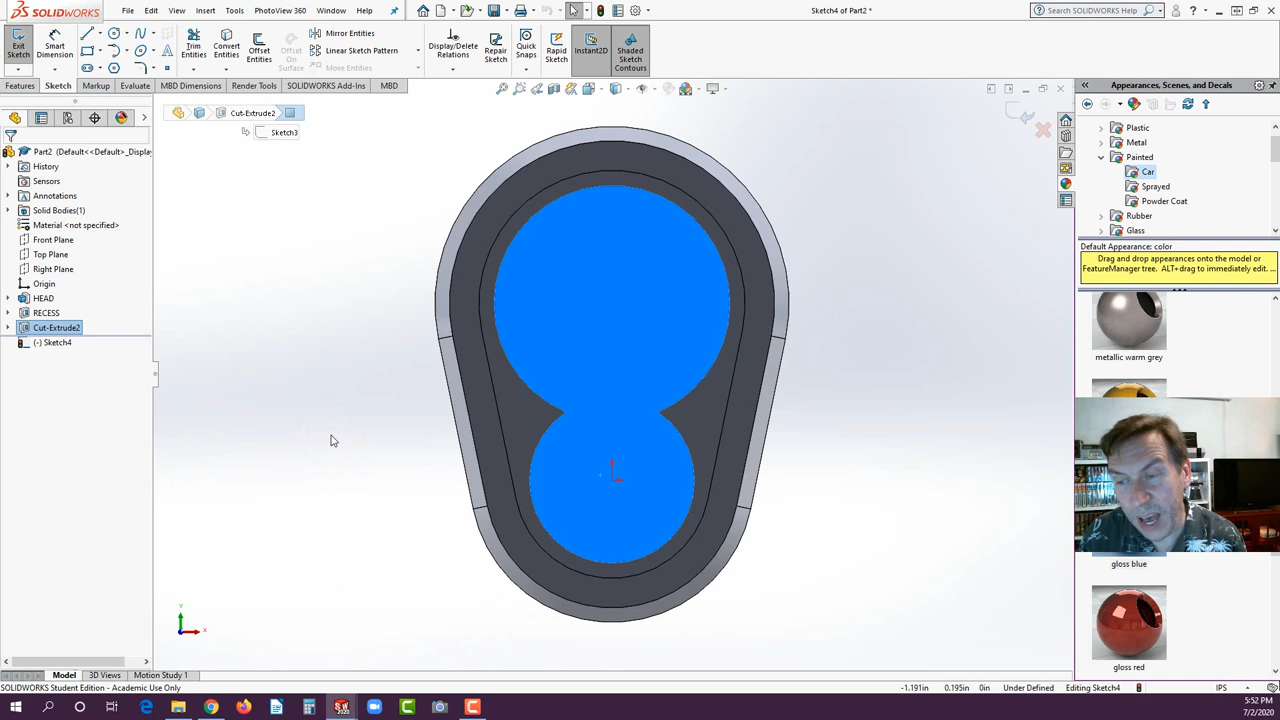 SOLIDWORKS File Edit View Insert Tools PhotoView 360 Window Help Sketch4 of Part2 * Search SOLIDWORKS Help
Exit Sketch Smart Dimension Trim Entities Convert Entities Offset Entities Offset On Surface Mirror Entities Linear Sketch Pattern Move Entities Display/Delete Relations Repair Sketch Quick Snaps Rapid Sketch Instant2D Shaded Sketch Contours
Features Sketch Markup Evaluate MBD Dimensions Render Tools SOLIDWORKS Add-Ins MBD
Appearances, Scenes, and Decals
Cut-Extrude2
Sketch3
Part2 (Default<<Default>_Display
History
Sensors
Annotations
Solid Bodies(1)
Material <not specified>
Front Plane
Top Plane
Right Plane
Origin
HEAD
RECESS
Cut-Extrude2
(-) Sketch4
Plastic
Metal
Painted
Car
Sprayed
Powder Coat
Rubber
Glass
Default Appearance: color
Drag and drop appearances onto the model or
FeatureManager tree. ALT+drag to immediately edit. ...
metallic warm grey
gloss blue
gloss red
Y
X
Model 3D Views Motion Study 1
SOLIDWORKS Student Edition - Academic Use Only -1.191in 0.195in 0in Under Defined Editing Sketch4 IPS
5:52 PM
7/2/2020